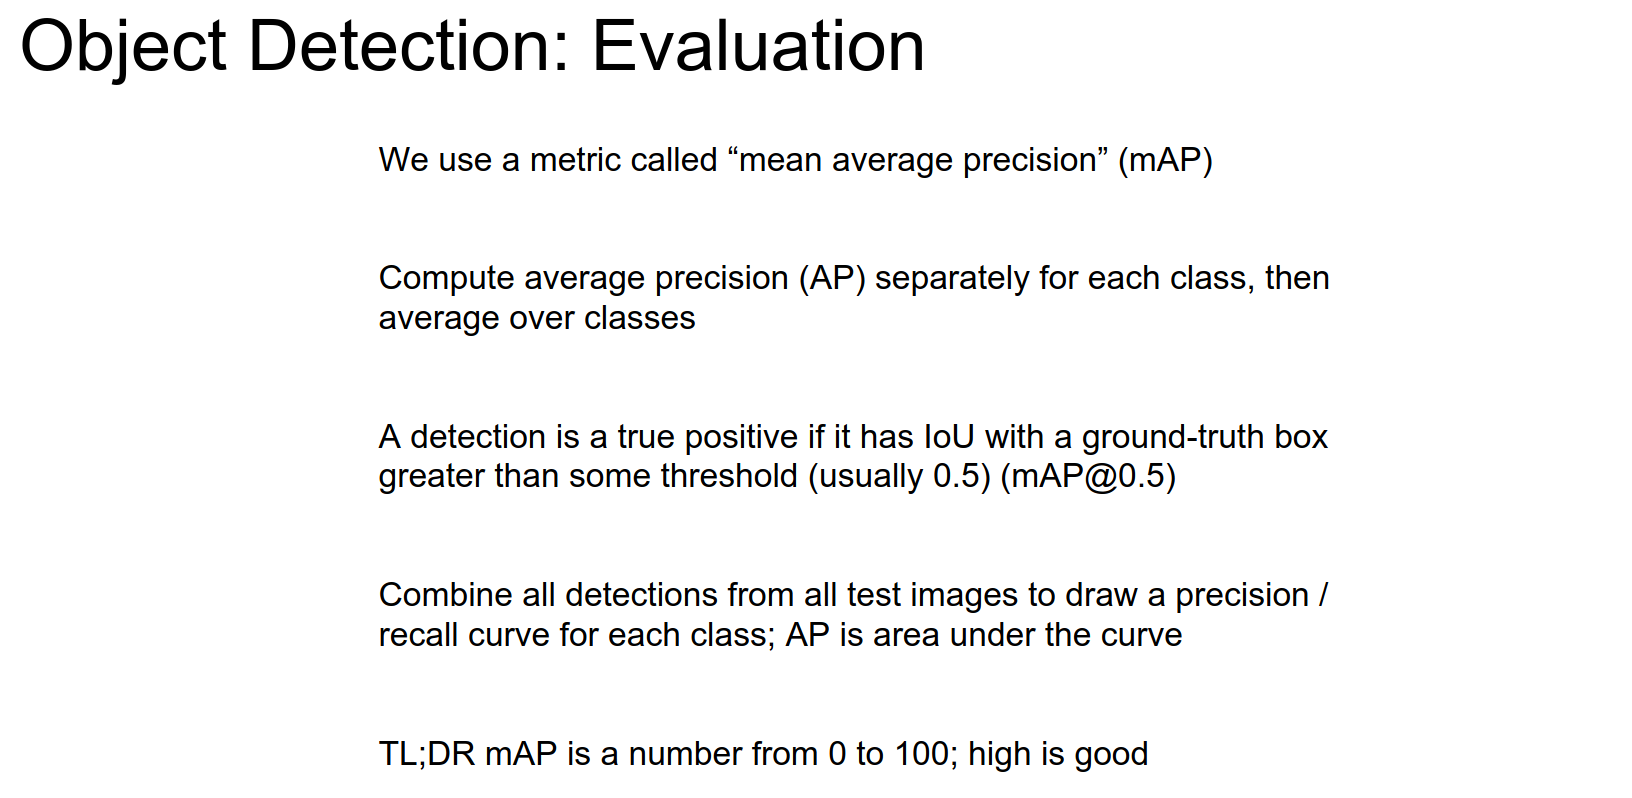 Object Detection: Evaluation
We use a metric called “mean average precision” (mAP)
Compute average precision (AP) separately for each class, then
average over classes
A detection is a true positive if it has IoU with a ground-truth box
greater than some threshold (usually 0.5) (mAP@0.5)
Combine all detections from all test images to draw a precision /
recall curve for each class; AP is area under the curve
TL;DR mAP is a number from 0 to 100; high is good